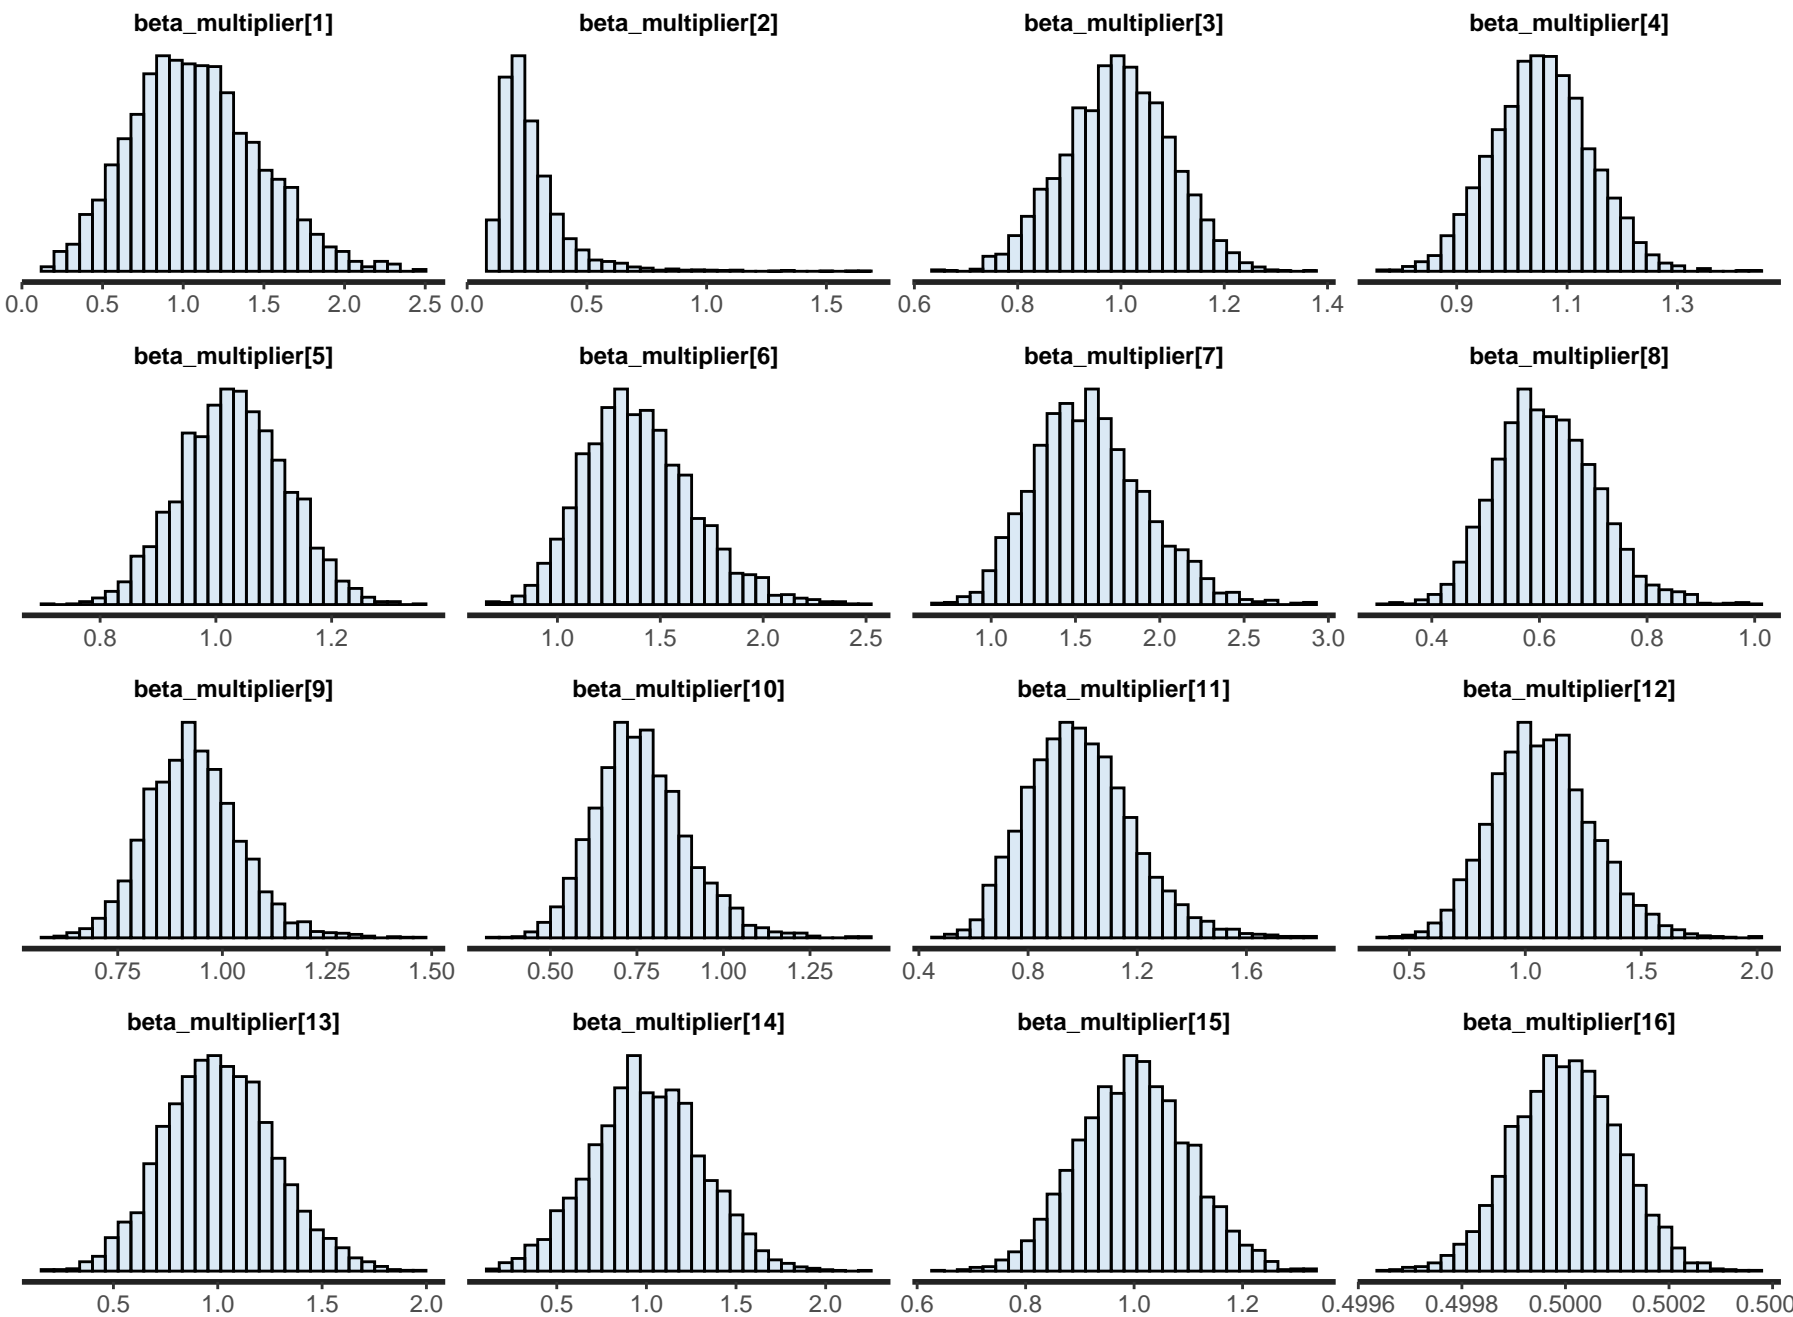 beta_multiplier[1] beta_multiplier[2] beta_multiplier[3] beta_multiplier[4]
0.0 0.5 1.0 1.5 2.0 2.5 0.0 0.5 1.0 1.5 0.6 0.8 1.0 1.2 1.4 0.9 1.1 1.3
beta_multiplier[5] beta_multiplier[6] beta_multiplier[7] beta_multiplier[8]
0.8 1.0 1.2 1.0 1.5 2.0 2.5 1.0 1.5 2.0 2.5 3.0 0.4 0.6 0.8 1.0
beta_multiplier[9] beta_multiplier[10] beta_multiplier[11] beta_multiplier[12]
0.75 1.00 1.25 1.50 0.50 0.75 1.00 1.25 0.4 0.8 1.2 1.6 0.5 1.0 1.5 2.0
beta_multiplier[13] beta_multiplier[14] beta_multiplier[15] beta_multiplier[16]
0.5 1.0 1.5 2.0 0.5 1.0 1.5 2.0 0.6 0.8 1.0 1.2 0.4996 0.4998 0.5000 0.5002 0.500